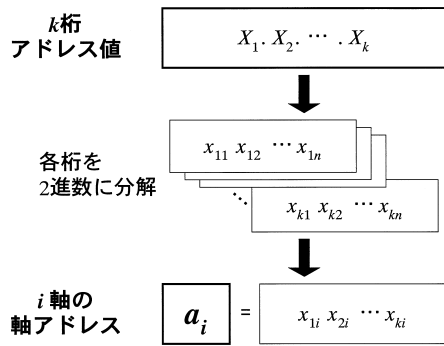 k桁
アドレス値
X1. X2. ⋯ . Xk
各桁を
2進数に分解
x11 x12 ⋯ x1n
⋱
xk1 xk2 ⋯ xkn
i 軸の
軸アドレス
ai = x1i x2i ⋯ xki